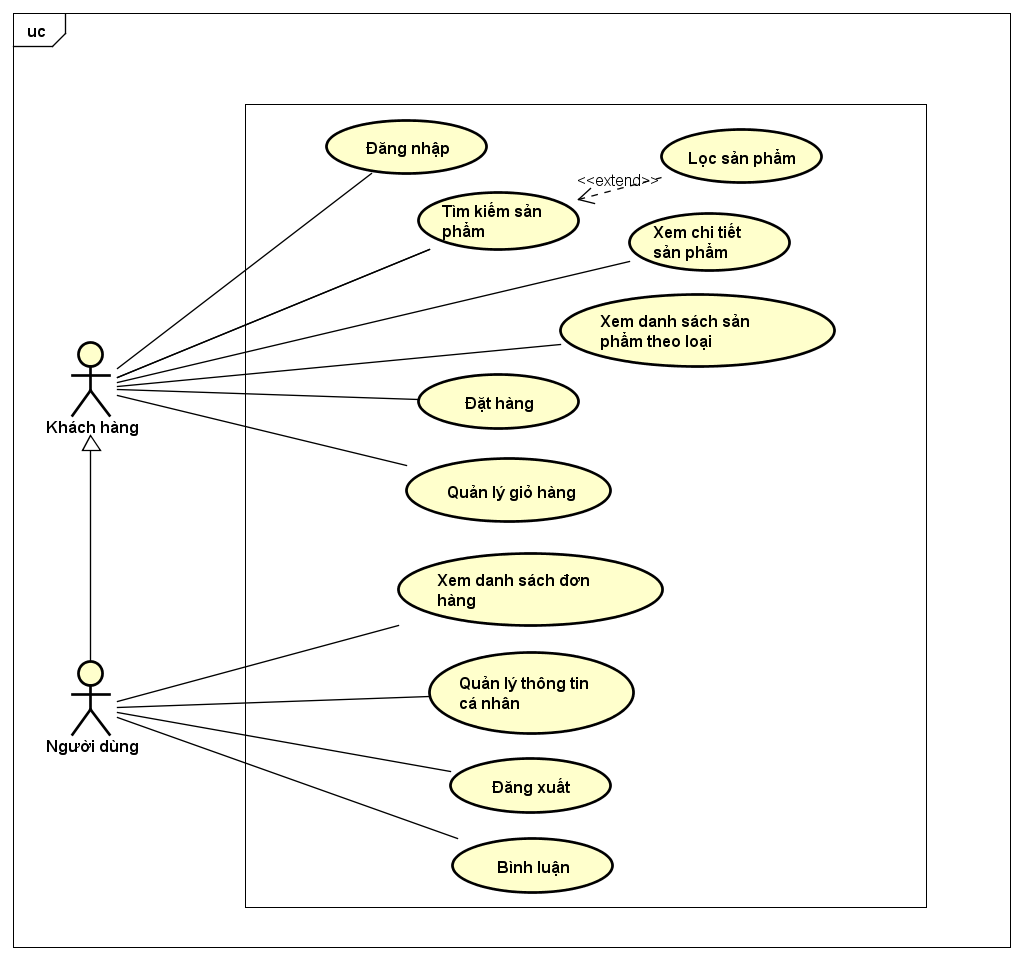 uc
Đăng nhập
Lọc sản phẩm
<<extend>>
Tìm kiếm sản
phẩm
Xem chi tiết
sản phẩm
Xem danh sách sản
phẩm theo loại
Đặt hàng
Khách hàng
Quản lý giỏ hàng
Xem danh sách đơn
hàng
Quản lý thông tin
cá nhân
Người dùng
Đăng xuất
Bình luận